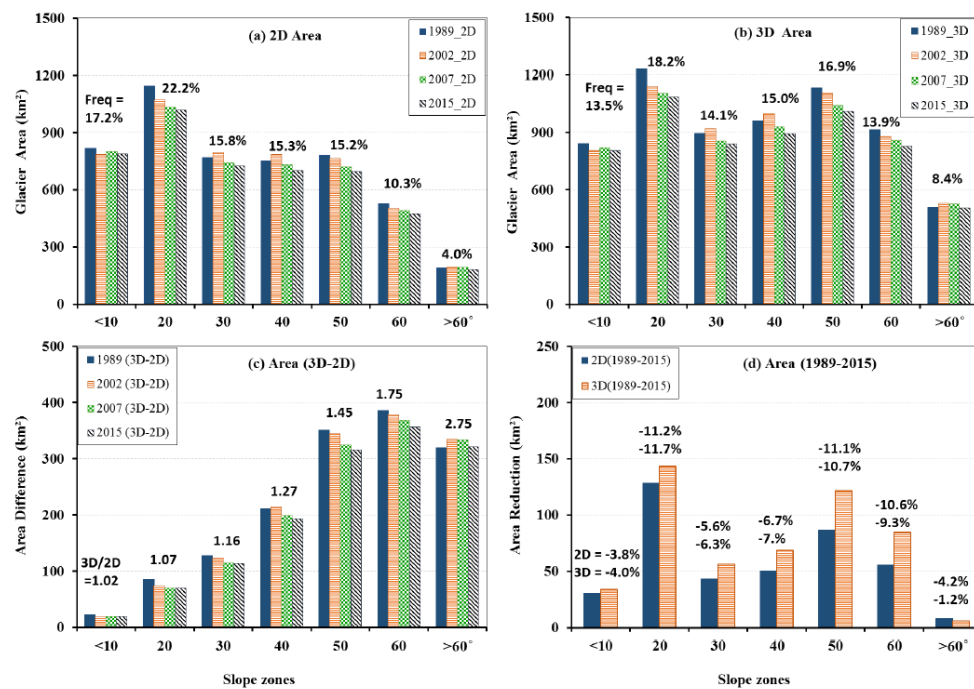 (a) 2D Area
1989_2D
2002_2D
2007_2D
2015_2D
Glacier Area (km²)
1500
1200
900
600
300
0
Freq =
17.2%
22.2%
15.8%
15.3%
15.2%
10.3%
4.0%
<10
20
30
40
50
60
>60°
(b) 3D Area
1989_3D
2002_3D
2007_3D
2015_3D
Glacier Area (km²)
1500
1200
900
600
300
0
Freq =
13.5%
18.2%
14.1%
15.0%
16.9%
13.9%
8.4%
<10
20
30
40
50
60
>60°
(c) Area (3D-2D)
1989 (3D-2D)
2002 (3D-2D)
2007 (3D-2D)
2015 (3D-2D)
Area Difference (km²)
500
400
300
200
100
0
3D/2D
=1.02
1.07
1.16
1.27
1.45
1.75
2.75
<10
20
30
40
50
60
>60°
Slope zones
(d) Area (1989-2015)
2D(1989-2015)
3D(1989-2015)
Area Reduction (km²)
250
200
150
100
50
0
2D = -3.8%
3D = -4.0%
-11.2%
-11.7%
-5.6%
-6.3%
-6.7%
-7.%
-11.1%
-10.7%
-10.6%
-9.3%
-4.2%
-1.2%
<10
20
30
40
50
60
>60°
Slope zones